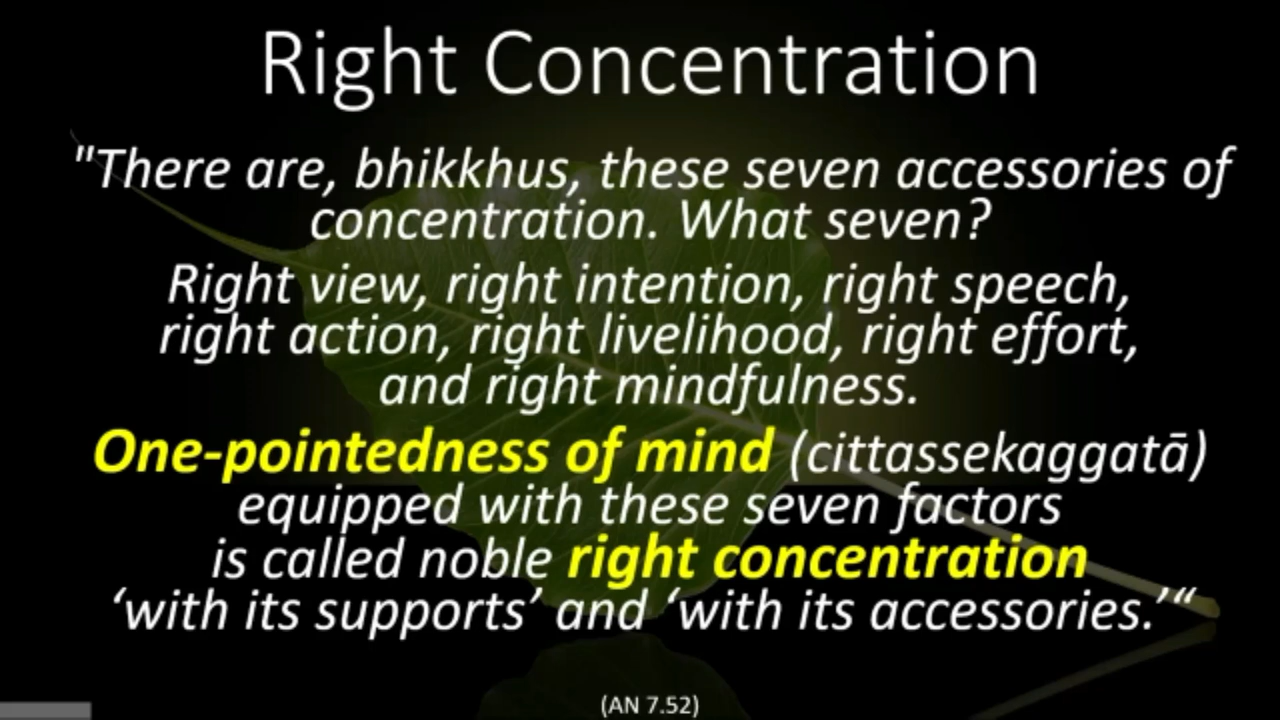 Right Concentration
"There are, bhikkhus, these seven accessories of
concentration. What seven?
Right view, right intention, right speech,
right action, right livelihood, right effort,
and right mindfulness.
One-pointedness of mind (cittassekaggatā)
equipped with these seven factors
is called noble right concentration
‘with its supports’ and ‘with its accessories.’“
(AN 7.52)